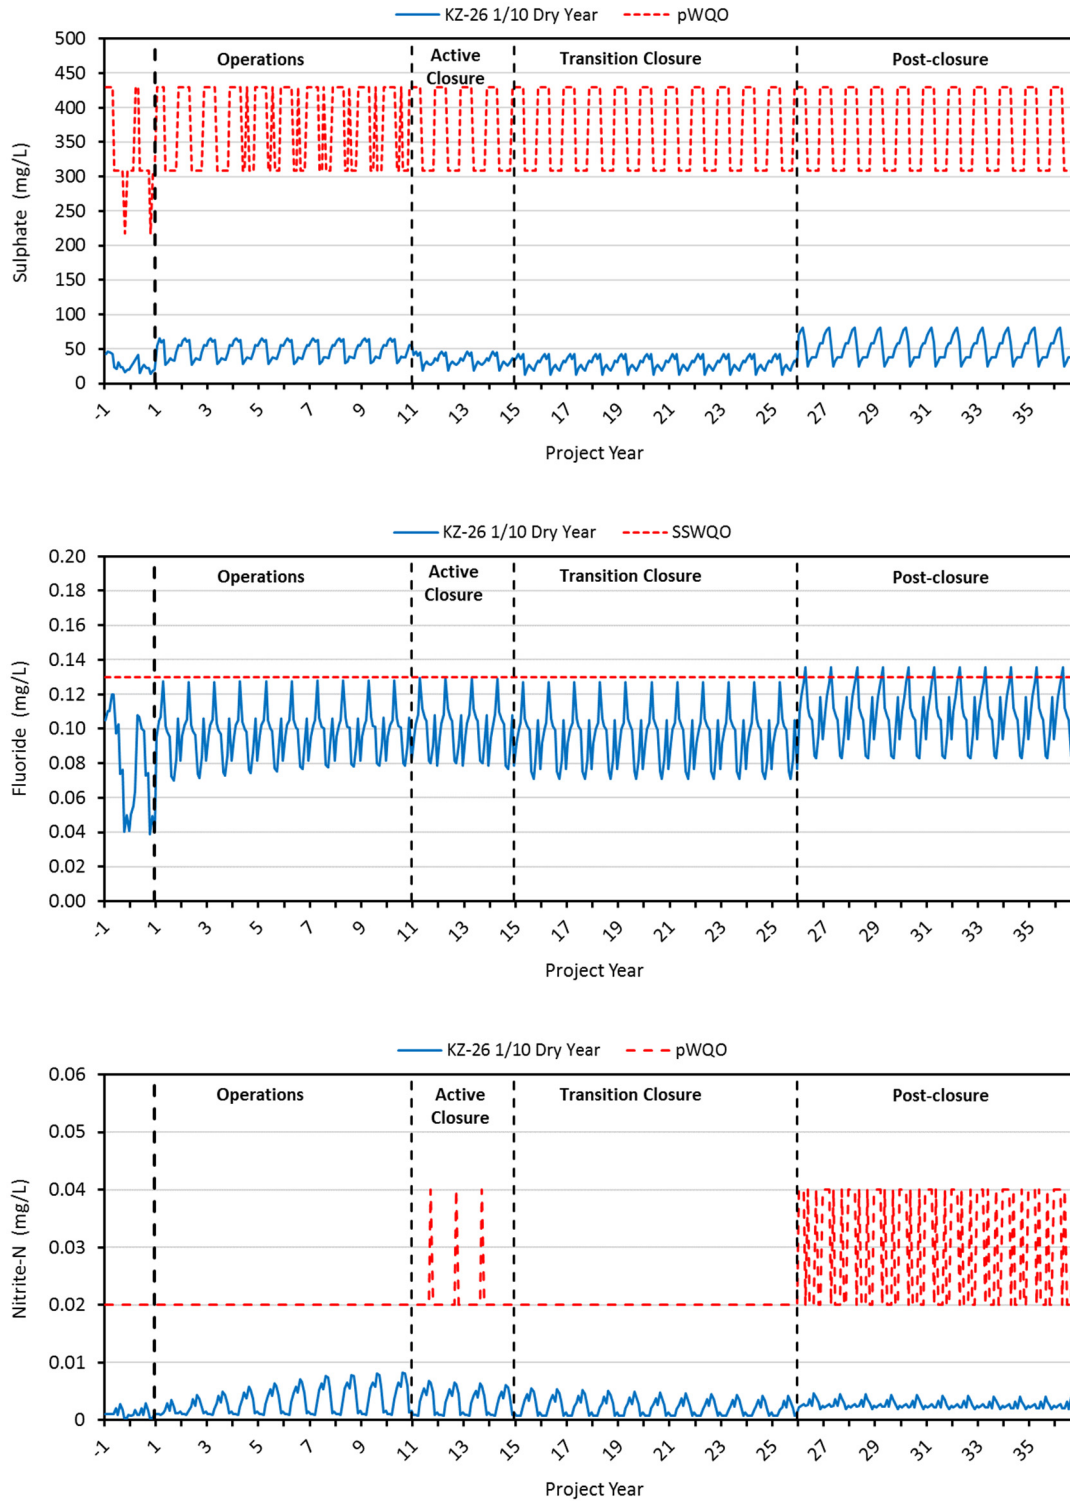 KZ-26 1/10 Dry Year pWQO
500
450
400
350
300
250
200
150
100
50
0
Sulphate (mg/L)
Operations
Active
Closure
Transition Closure
Post-closure
-1 1 3 5 7 9 11 13 15 17 19 21 23 25 27 29 31 33 35
Project Year
KZ-26 1/10 Dry Year SSWQO
0.20
0.18
0.16
0.14
0.12
0.10
0.08
0.06
0.04
0.02
0.00
Fluoride (mg/L)
Operations
Active
Closure
Transition Closure
Post-closure
-1 1 3 5 7 9 11 13 15 17 19 21 23 25 27 29 31 33 35
Project Year
KZ-26 1/10 Dry Year pWQO
0.06
0.05
0.04
0.03
0.02
0.01
0
Nitrite-N (mg/L)
Operations
Active
Closure
Transition Closure
Post-closure
-1 1 3 5 7 9 11 13 15 17 19 21 23 25 27 29 31 33 35
Project Year